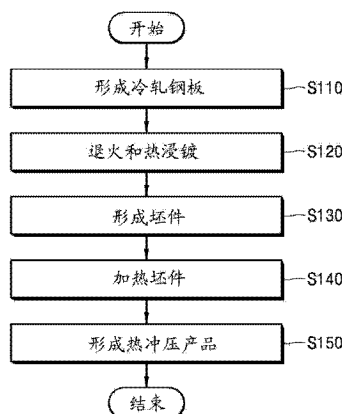 开始
形成冷轧钢板 S110
退火和热浸镀 S120
形成坯件 S130
加热坯件 S140
形成热冲压产品 S150
结束